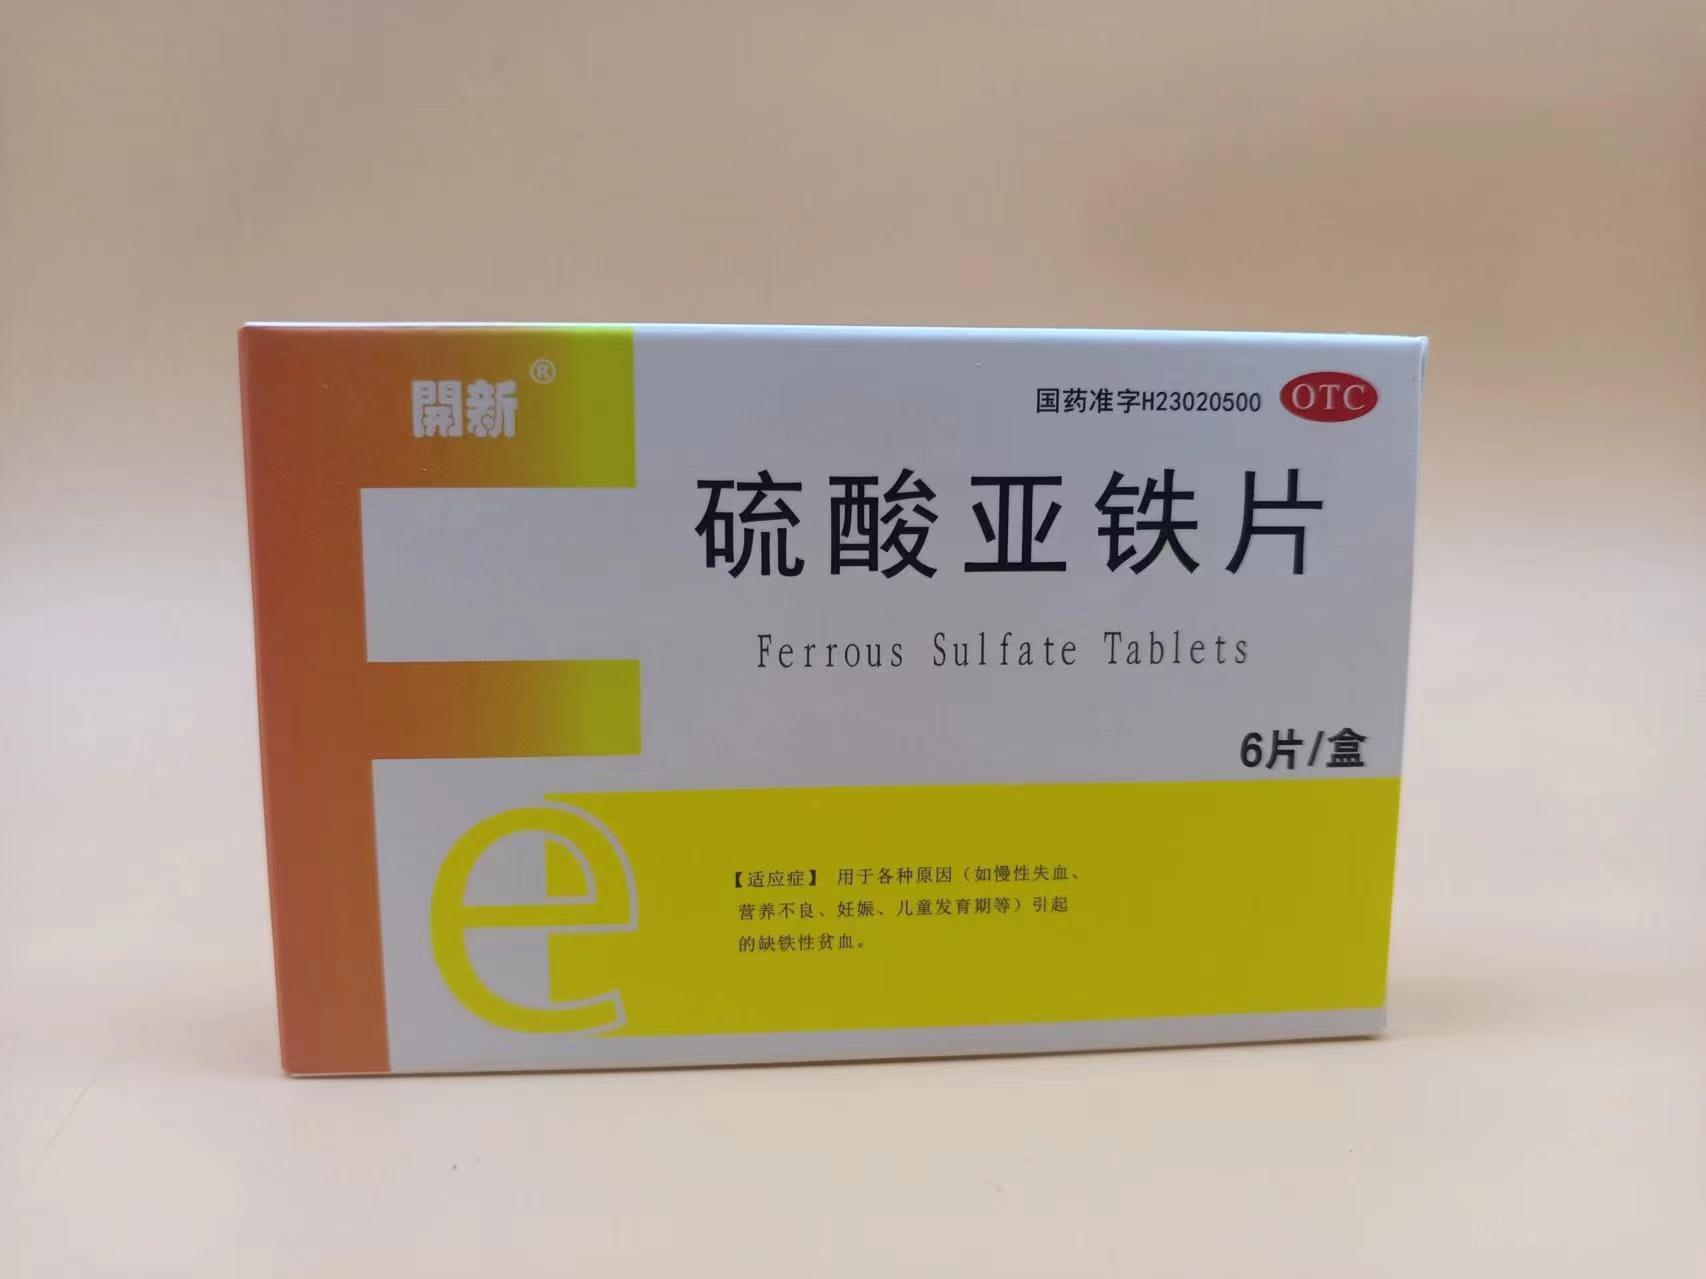 開新®
国药准字H23020500 OTC
硫酸亚铁片
Ferrous Sulfate Tablets
6片/盒
Fe
【适应症】 用于各种原因（如慢性失血、
营养不良、妊娠、儿童发育期等）引起
的缺铁性贫血。